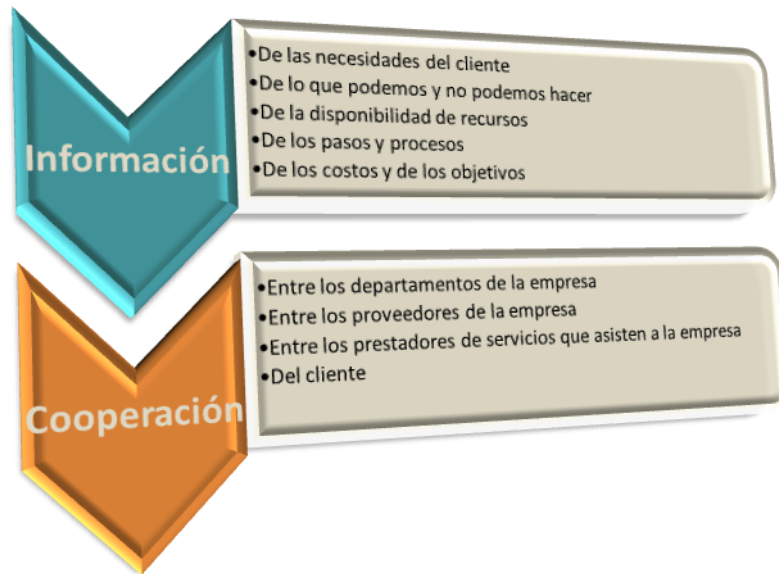 Información
•De las necesidades del cliente
•De lo que podemos y no podemos hacer
•De la disponibilidad de recursos
•De los pasos y procesos
•De los costos y de los objetivos
Cooperación
•Entre los departamentos de la empresa
•Entre los proveedores de la empresa
•Entre los prestadores de servicios que asisten a la empresa
•Del cliente